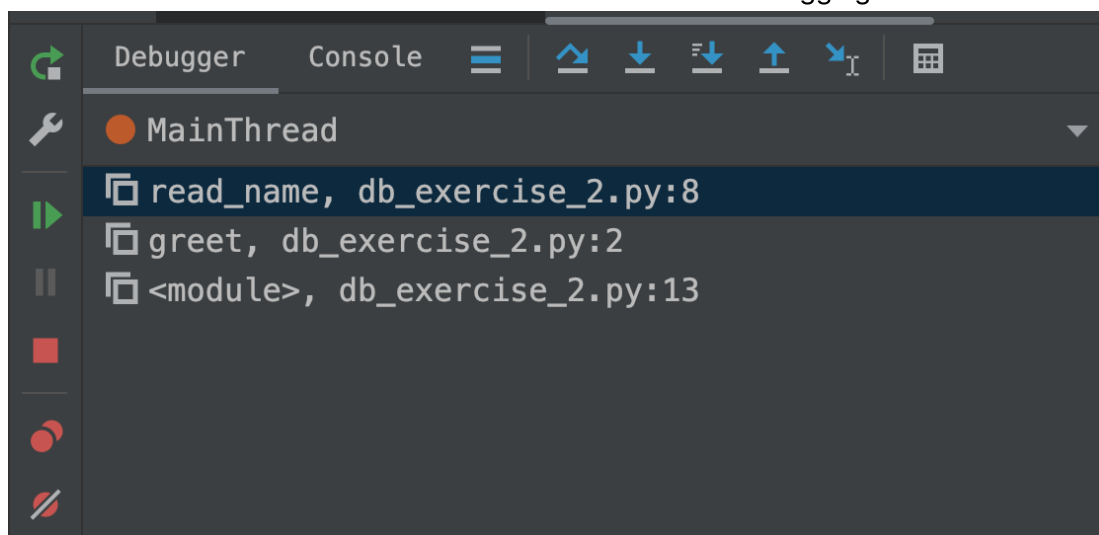 Debugger Console
MainThread
read_name, db_exercise_2.py:8
greet, db_exercise_2.py:2
<module>, db_exercise_2.py:13